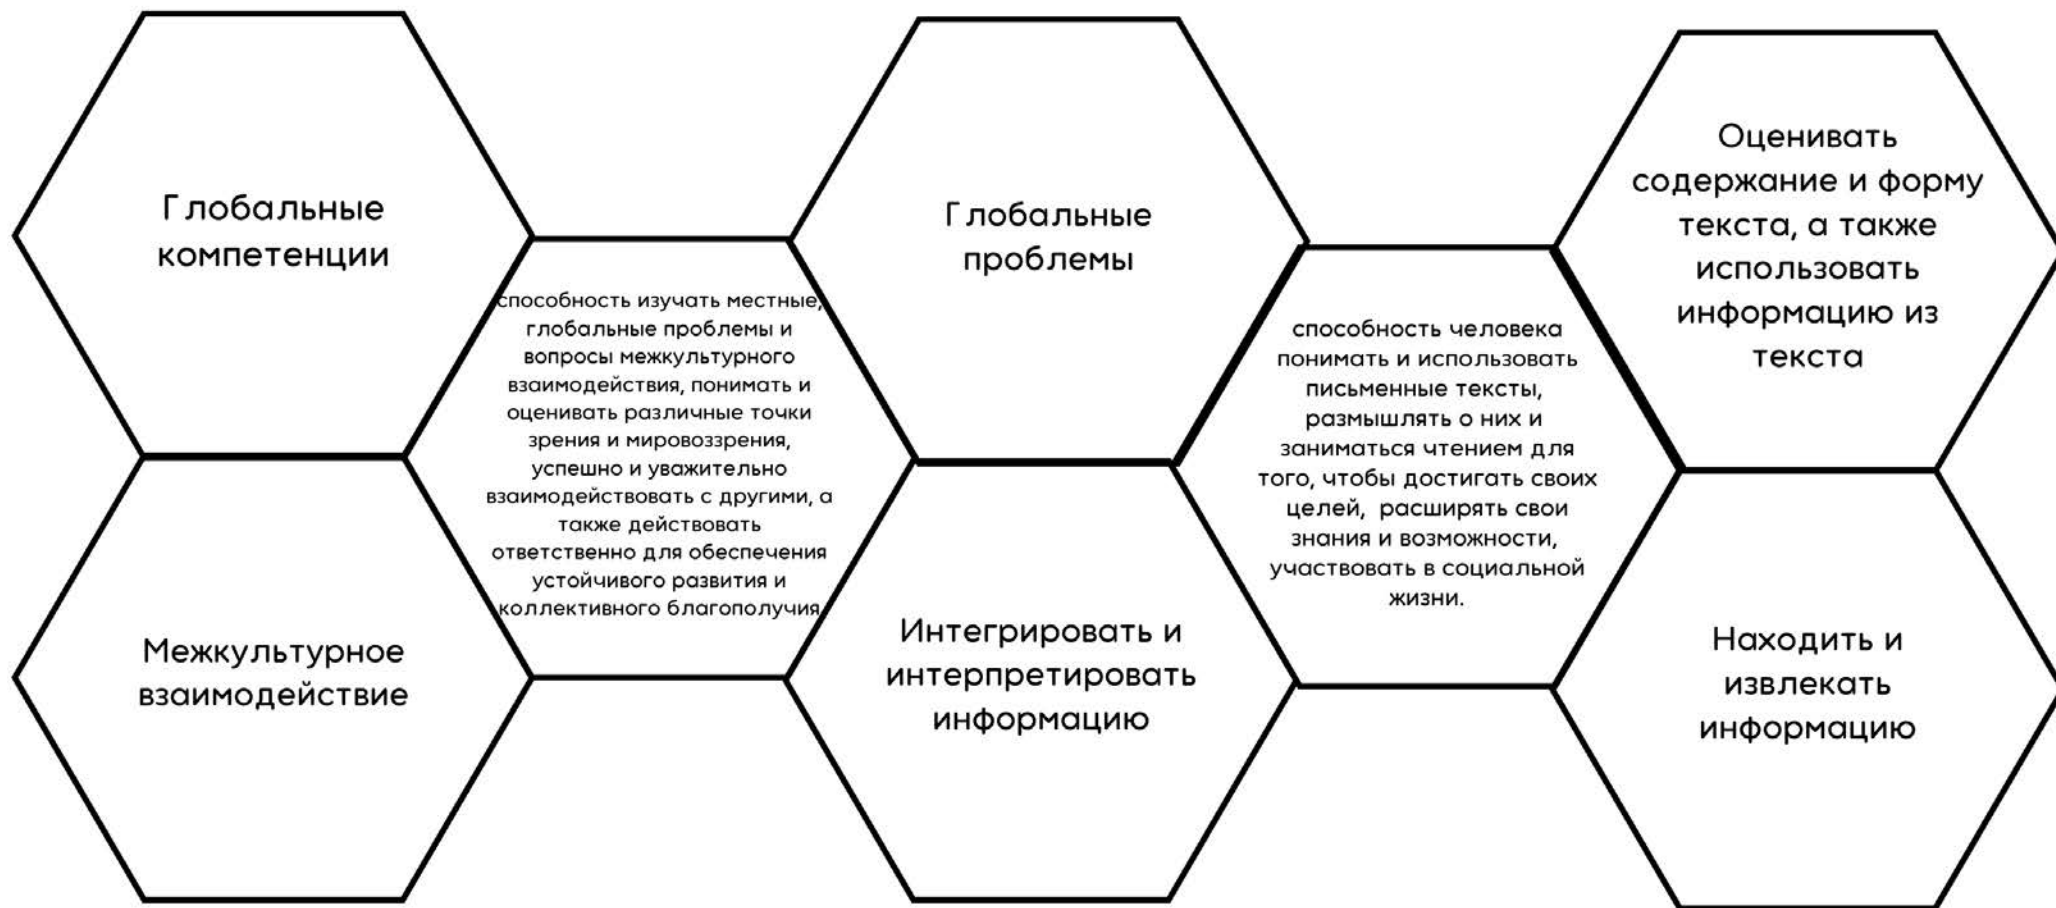 Глобальные
компетенции
способность изучать местные,
глобальные проблемы и
вопросы межкультурного
взаимодействия, понимать и
оценивать различные точки
зрения и мировоззрения,
успешно и уважительно
взаимодействовать с другими, а
также действовать
ответственно для обеспечения
устойчивого развития и
коллективного благополучия
Глобальные
проблемы
способность человека
понимать и использовать
письменные тексты,
размышлять о них и
заниматься чтением для
того, чтобы достигать своих
целей, расширять свои
знания и возможности,
участвовать в социальной
жизни.
Оценивать
содержание и форму
текста, а также
использовать
информацию из
текста
Межкультурное
взаимодействие
Интегрировать и
интерпретировать
информацию
Находить и
извлекать
информацию